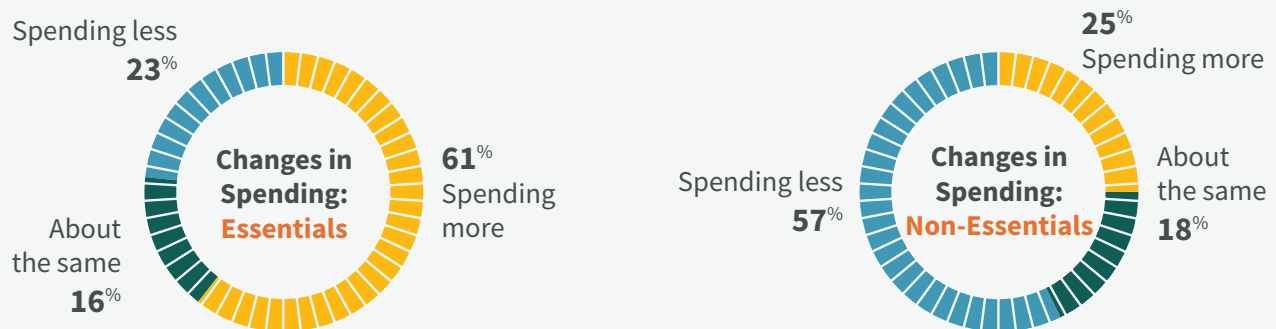 Spending less
23%
Changes in
Spending:
Essentials
61%
Spending
more
About
the same
16%
25%
Spending more
Changes in
Spending:
Non-Essentials
About
the same
18%
Spending less
57%